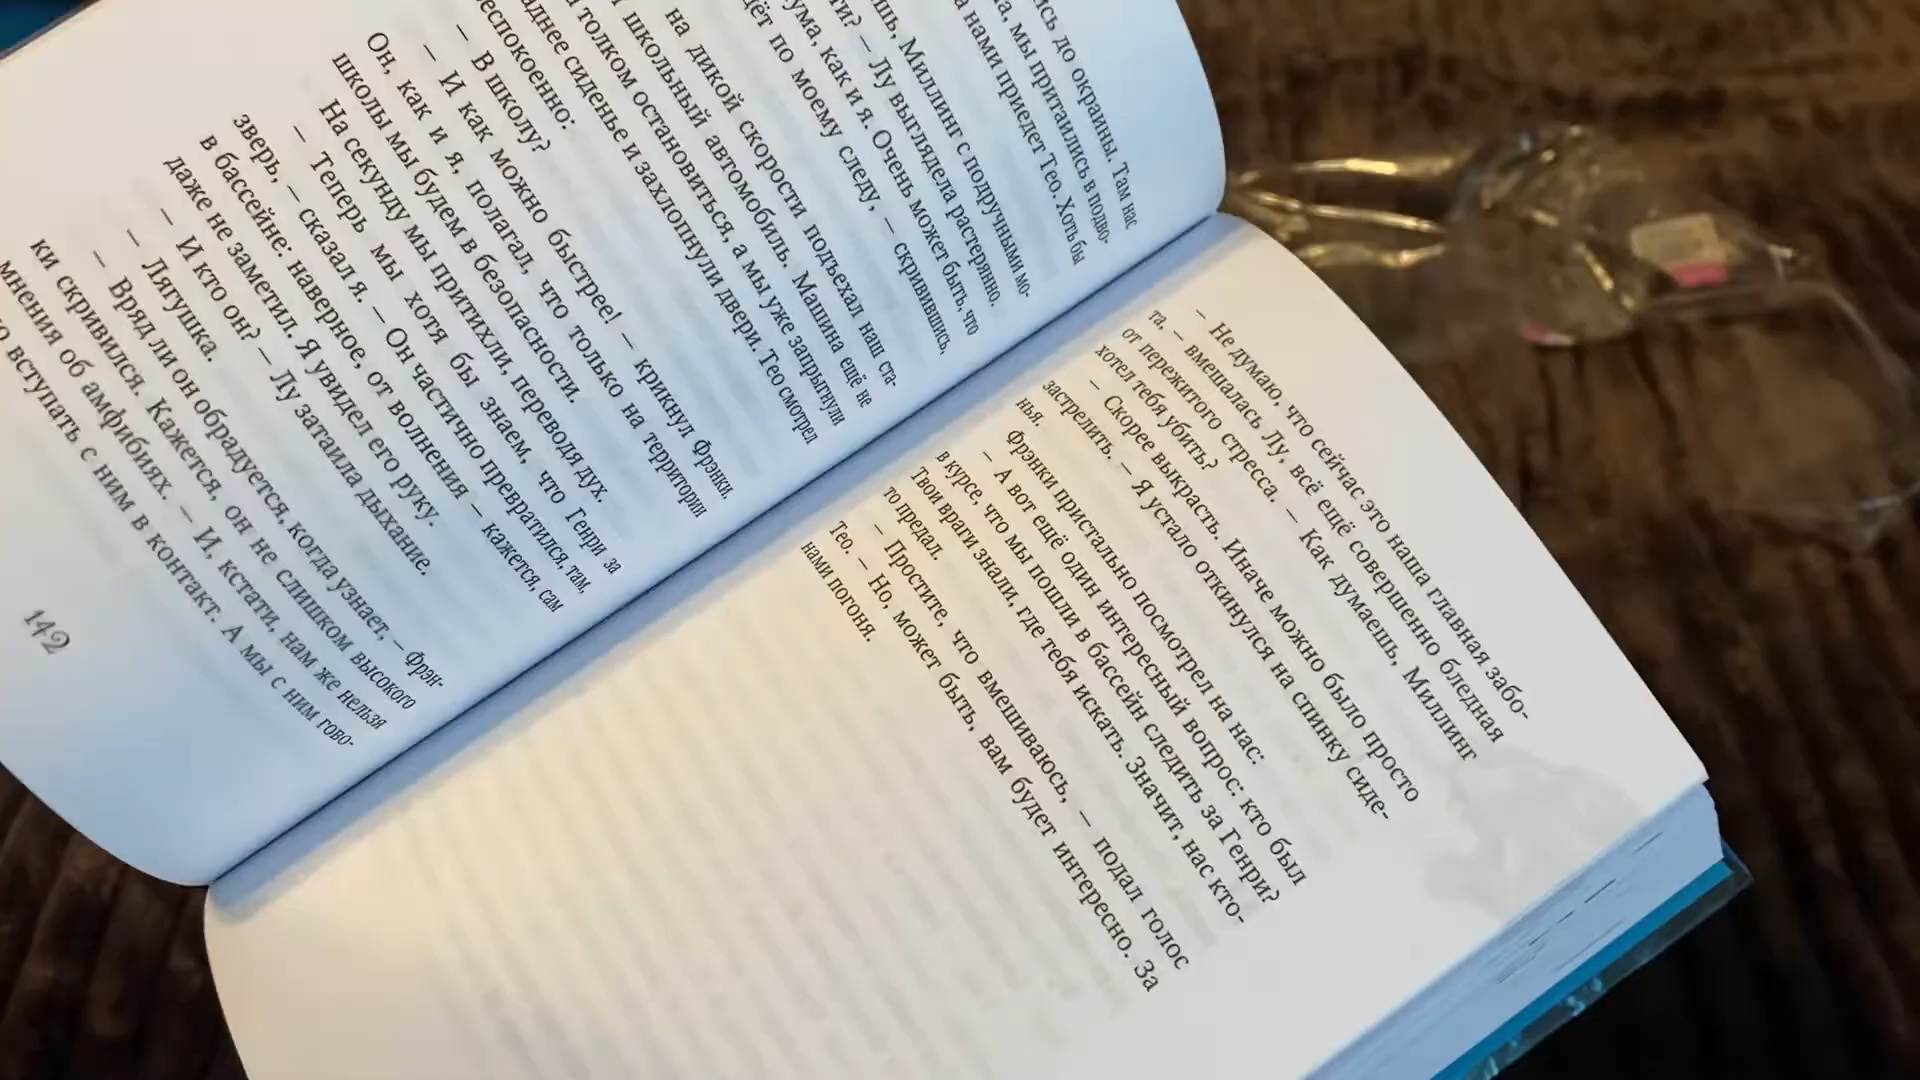 ись до окраины. Там нас
а, мы притаились в подво-
а нами приедет Тео. Хоть бы
ешь, Миллинг с подручными мо-
ти? — Лу выглядела растерянно.
ума, как и я. Очень может быть, что
дёт по моему следу, — скривившись,
на дикой скорости подъехал наш ста-
й школьный автомобиль. Машина ещё не
толком остановиться, а мы уже запрыгнули
аднее сиденье и захлопнули двери. Тео смотрел
еспокоенно:
— В школу?
— И как можно быстрее! — крикнул Фрэнки.
Он, как и я, полагал, что только на территории
школы мы будем в безопасности.
На секунду мы притихли, переводя дух.
— Теперь мы хотя бы знаем, что Генри за
зверь, — сказал я. — Он частично превратился, там,
в бассейне: наверное, от волнения — кажется, сам
даже не заметил. Я увидел его руку.
— И кто он? — Лу затаила дыхание.
— Лягушка.
— Вряд ли он обрадуется, когда узнает, — Фрэн-
ки скривился. Кажется, он не слишком высокого
мнения об амфибиях. — И, кстати, нам же нельзя
о вступать с ним в контакт. А мы с ним гово-
142
— Не думаю, что сейчас это наша главная забо-
та, — вмешалась Лу, всё ещё совершенно бледная
от пережитого стресса. — Как думаешь, Миллинг
хотел тебя убить?
— Скорее выкрасть. Иначе можно было просто
застрелить. — Я устало откинулся на спинку сиде-
нья.
Фрэнки пристально посмотрел на нас:
— А вот ещё один интересный вопрос: кто был
в курсе, что мы пошли в бассейн следить за Генри?
Твои враги знали, где тебя искать. Значит, нас кто-
то предал.
— Простите, что вмешиваюсь, — подал голос
Тео. — Но, может быть, вам будет интересно. За
нами погоня.